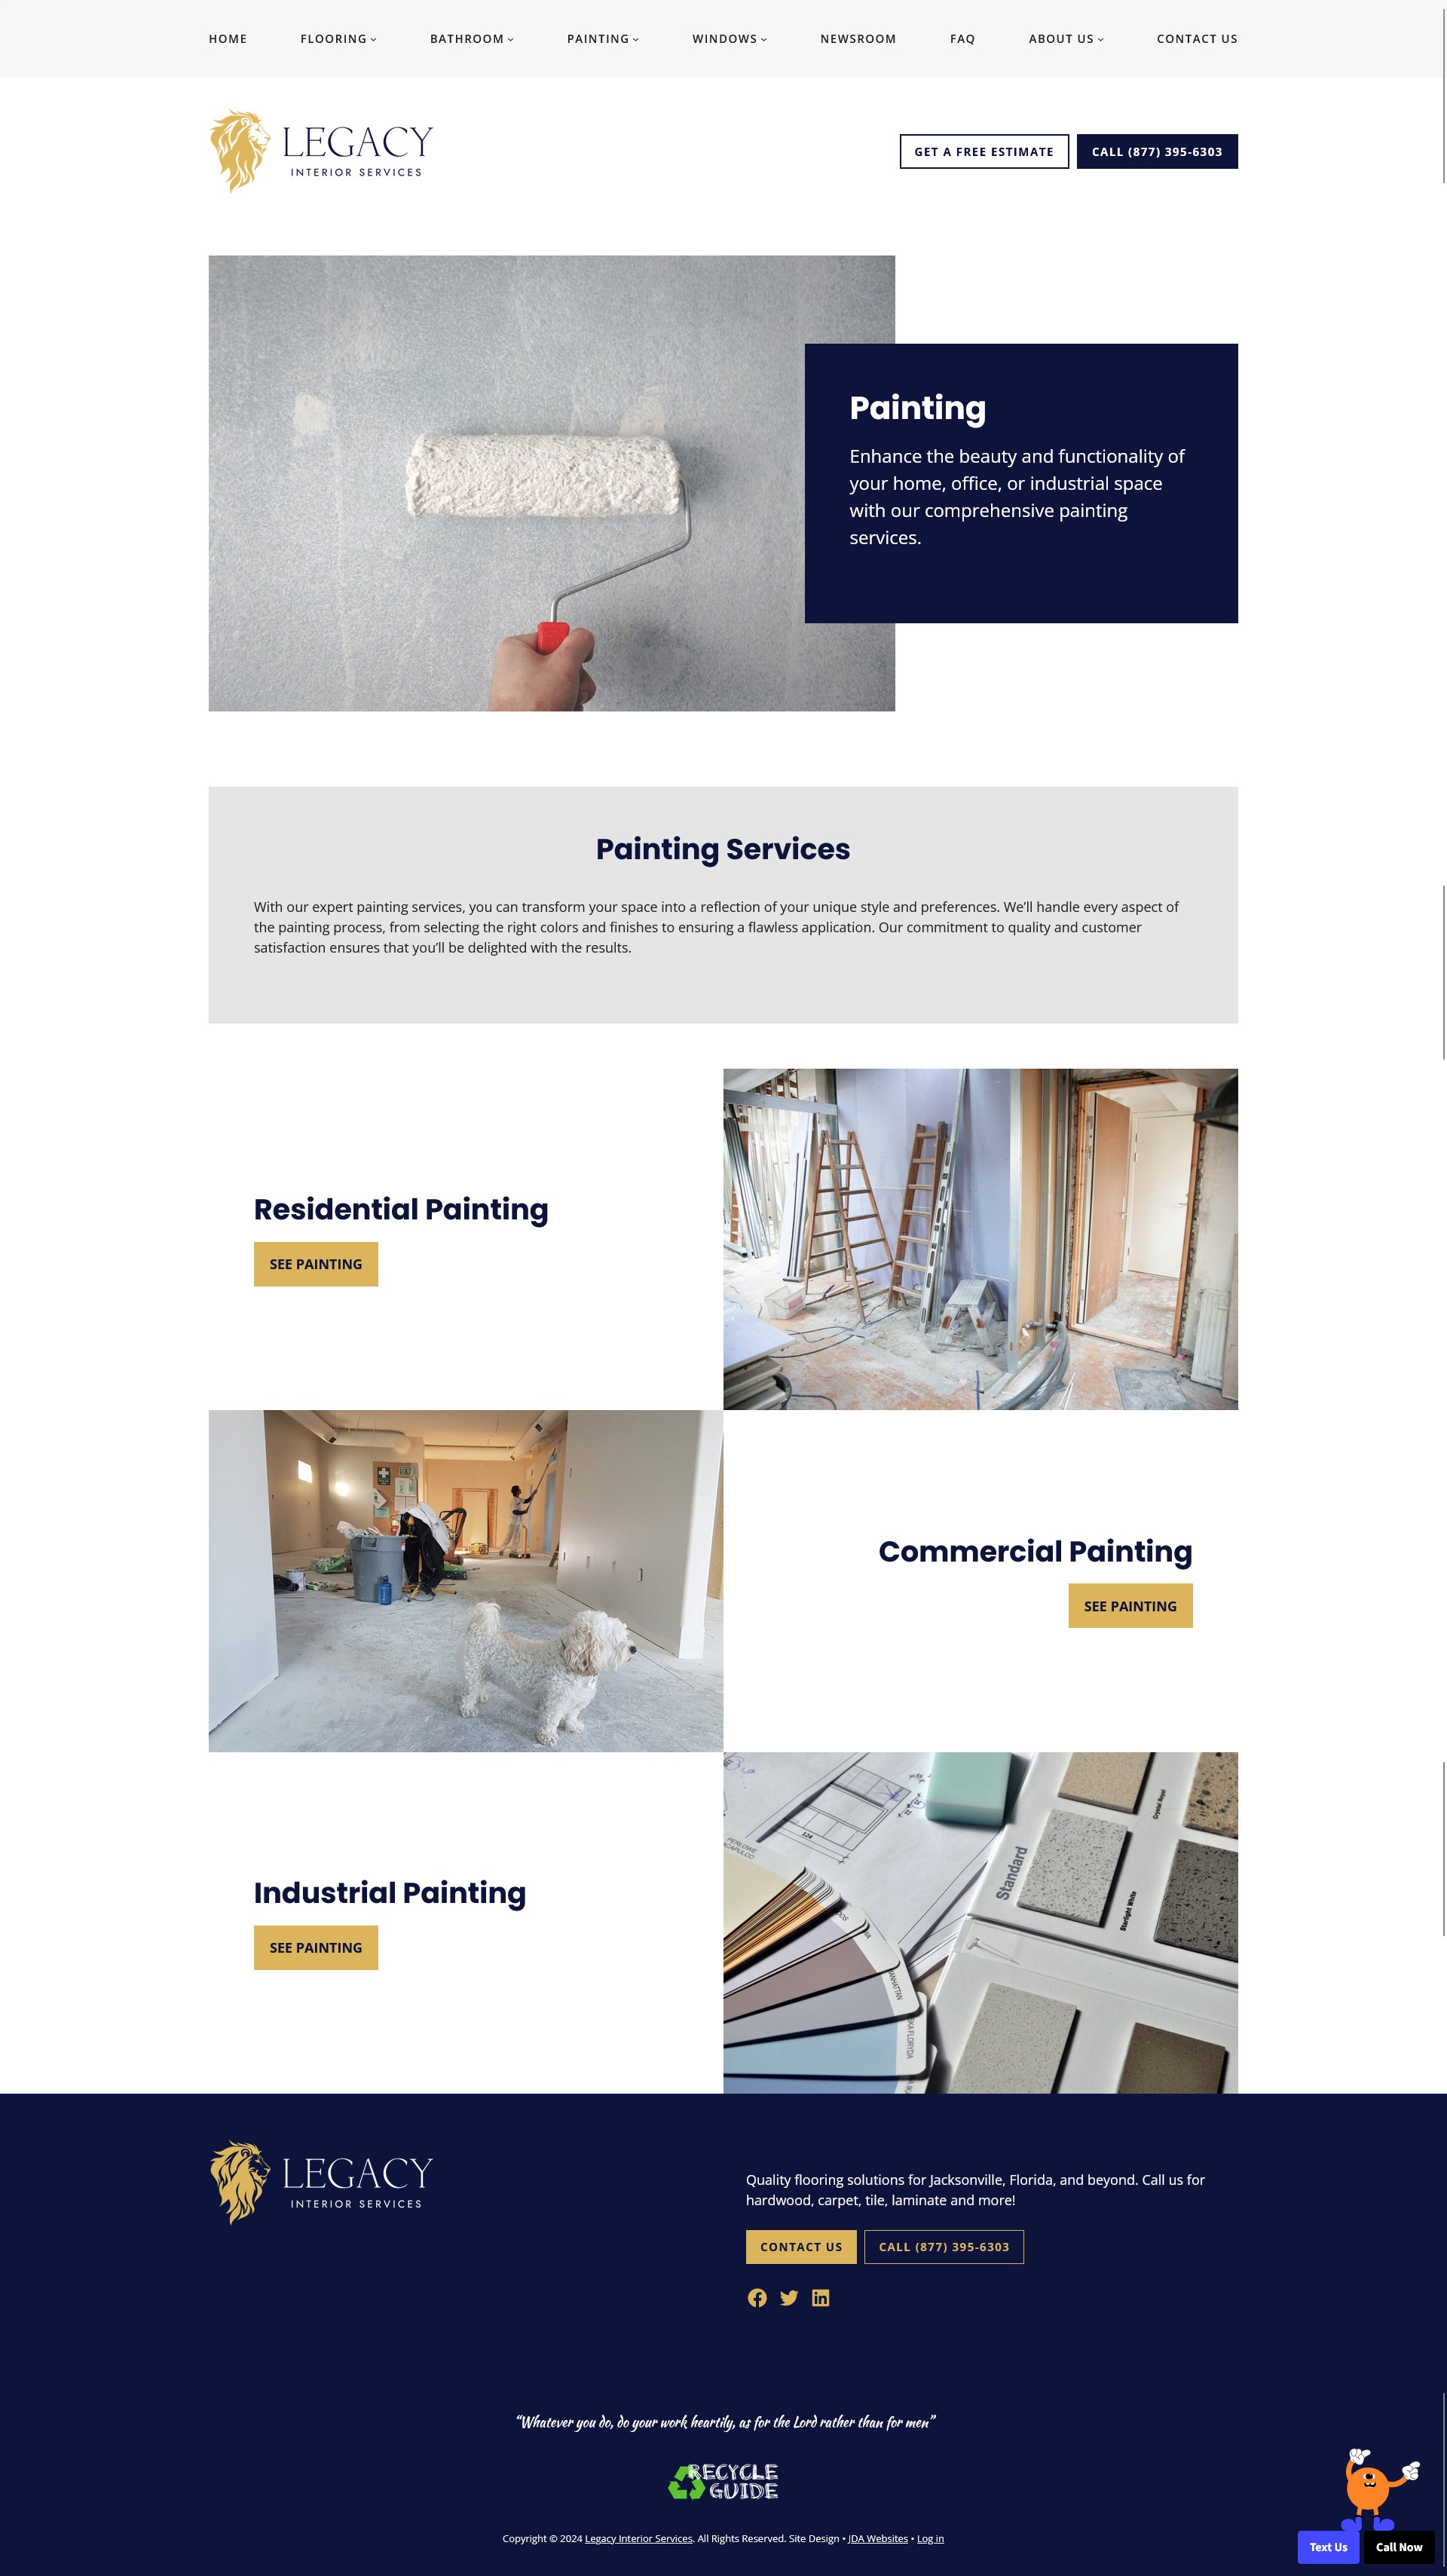 HOME FLOORING BATHROOM PAINTING WINDOWS NEWSROOM FAQ ABOUT US CONTACT US
LEGACY
INTERIOR SERVICES
GET A FREE ESTIMATE CALL (877) 395-6303
Painting
Enhance the beauty and functionality of
your home, office, or industrial space
with our comprehensive painting
services.
Painting Services
With our expert painting services, you can transform your space into a reflection of your unique style and preferences. We’ll handle every aspect of
the painting process, from selecting the right colors and finishes to ensuring a flawless application. Our commitment to quality and customer
satisfaction ensures that you’ll be delighted with the results.
Residential Painting
SEE PAINTING
Commercial Painting
SEE PAINTING
Industrial Painting
SEE PAINTING
124
PERLOWE
ACAPULCO
Standard
Crystal Royal
Starlight White
MANHATTAN
LEGACY
INTERIOR SERVICES
Quality flooring solutions for Jacksonville, Florida, and beyond. Call us for
hardwood, carpet, tile, laminate and more!
CONTACT US CALL (877) 395-6303
“Whatever you do, do your work heartily, as for the Lord rather than for men”
RECYCLE
GUIDE
Copyright © 2024 Legacy Interior Services. All Rights Reserved. Site Design • JDA Websites • Log in
Text Us Call Now